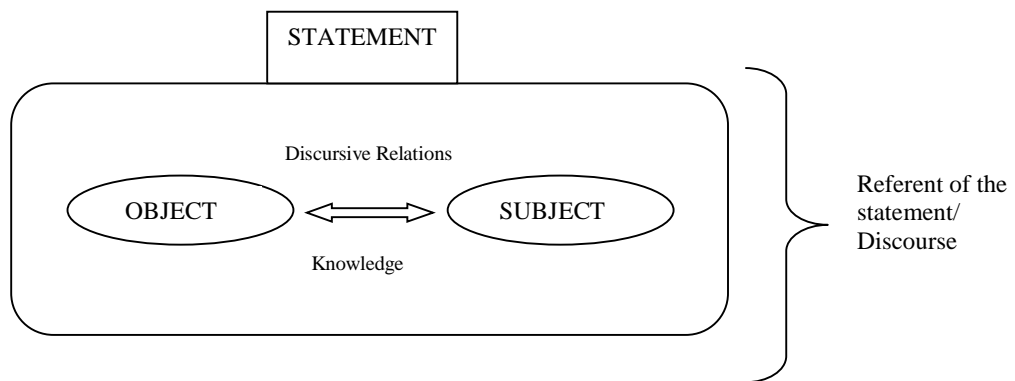 STATEMENT
Discursive Relations
OBJECT
SUBJECT
Knowledge
Referent of the
statement/
Discourse